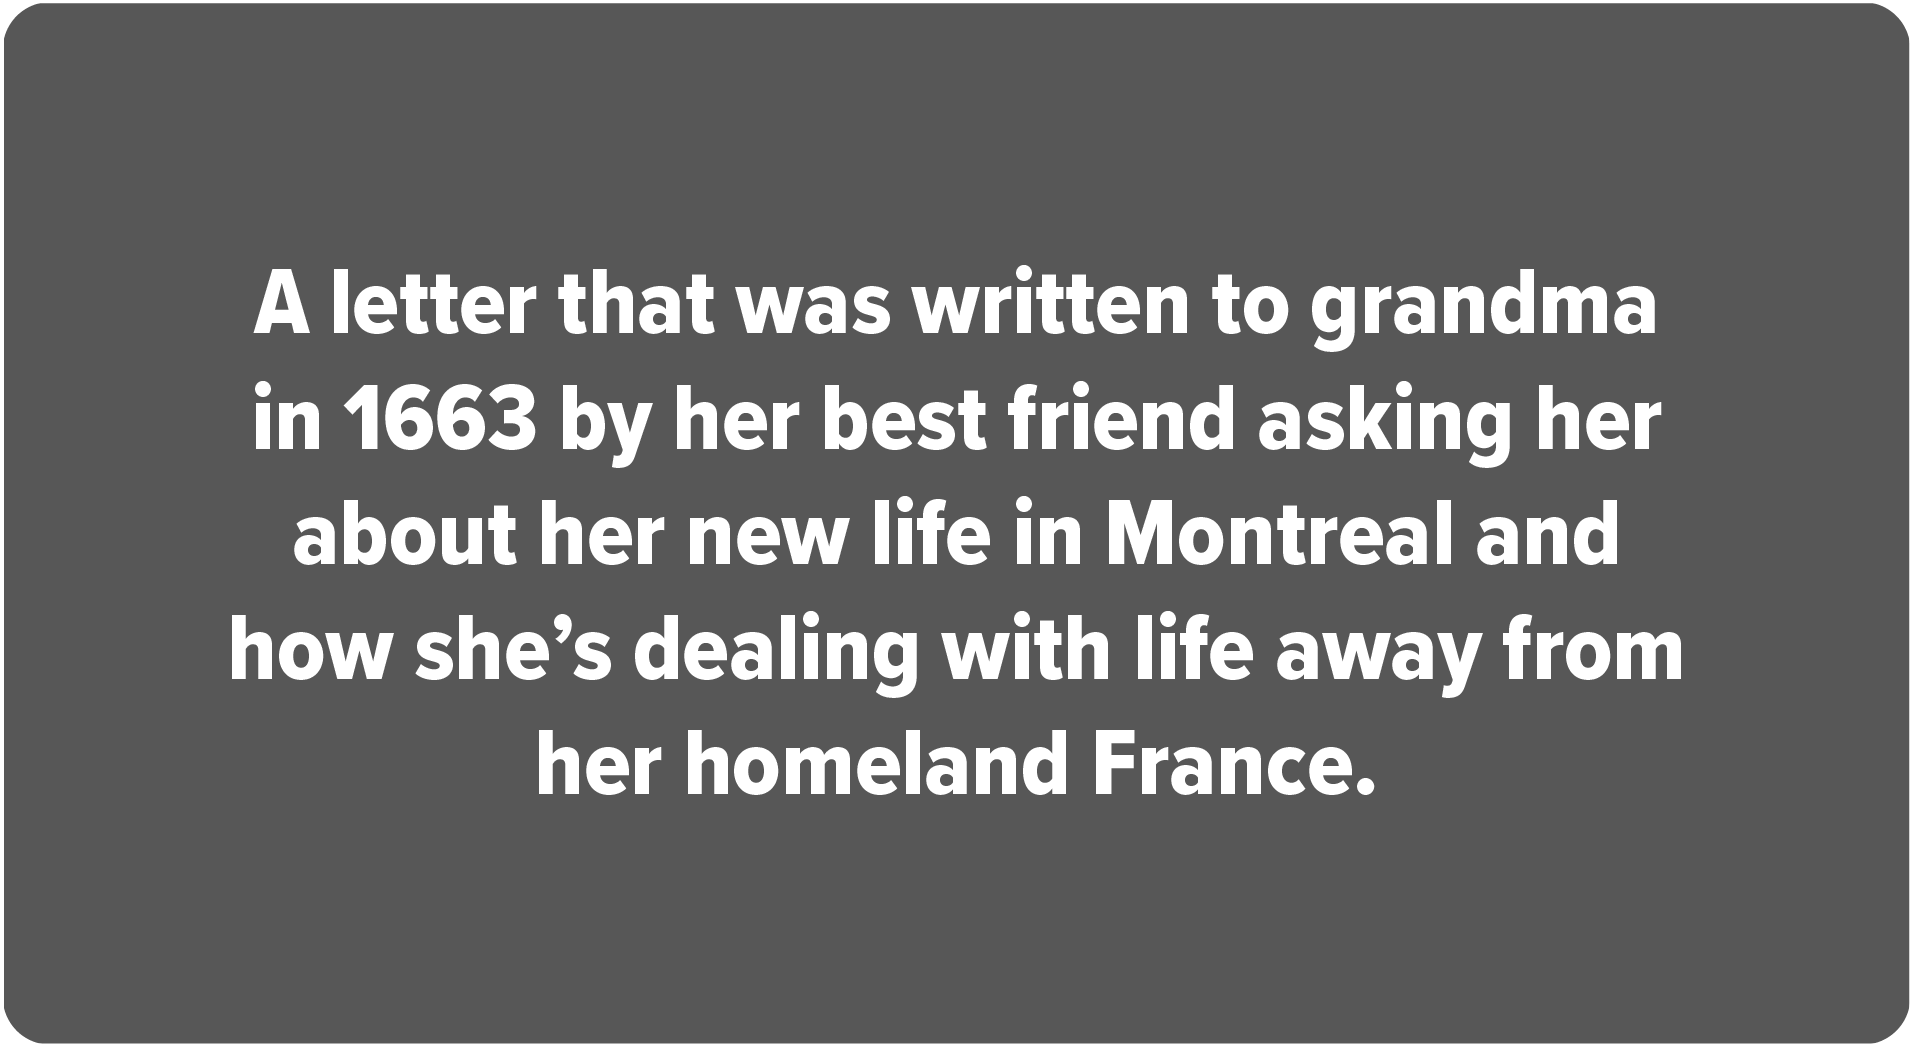 A letter that was written to grandma
in 1663 by her best friend asking her
about her new life in Montreal and
how she’s dealing with life away from
her homeland France.